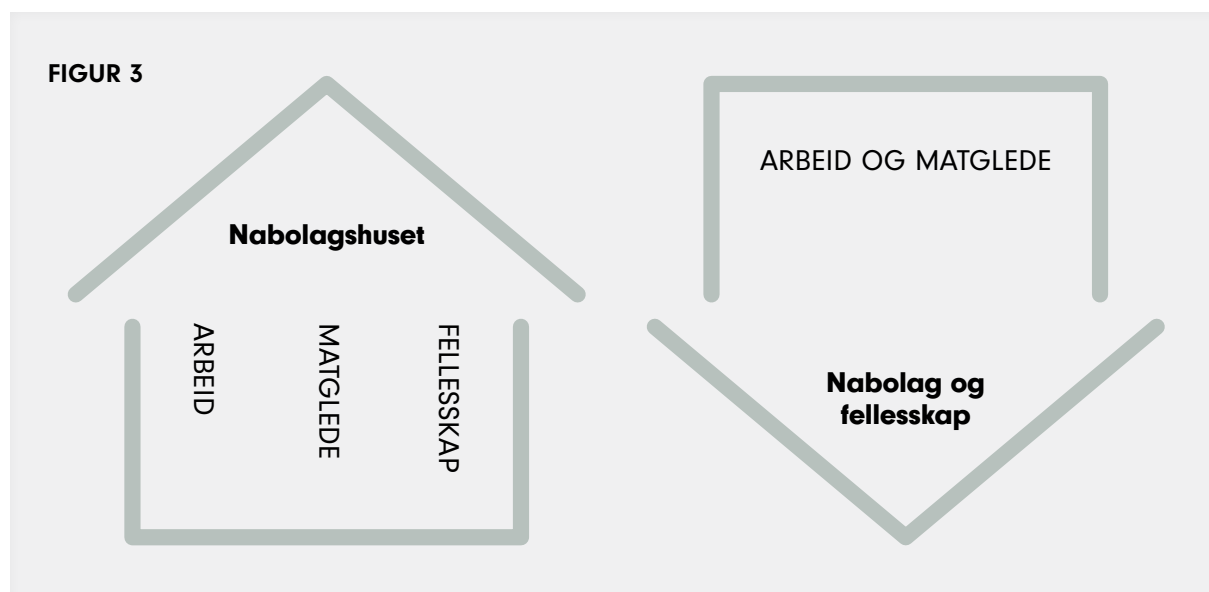 FIGUR 3
Nabolagshuset
ARBEID
MATGLEDE
FELLESSKAP
ARBEID OG MATGLEDE
Nabolag og
fellesskap